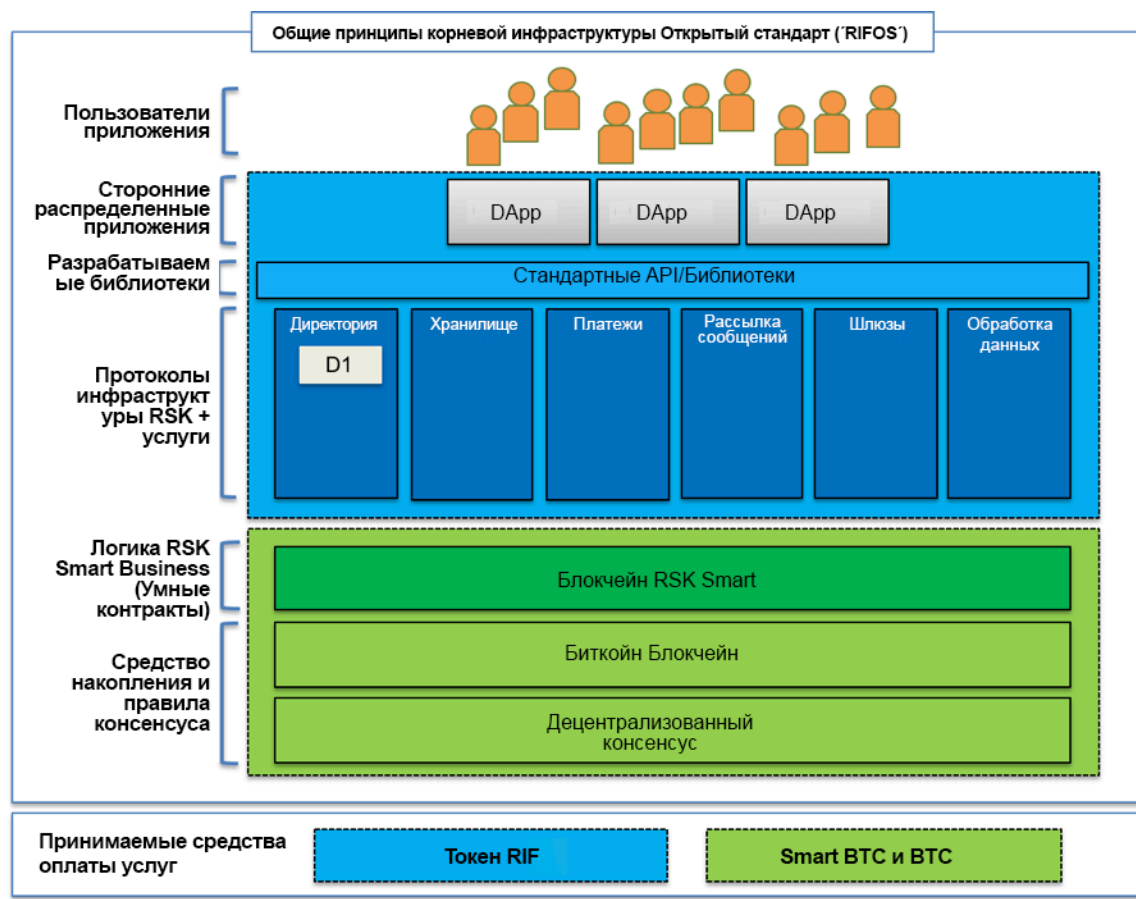 Общие принципы корневой инфраструктуры Открытый стандарт (´RIFOS´)
Пользователи
приложения
Сторонние
распределенные
приложения
DApp
DApp
DApp
Разрабатываем
ые библиотеки
Стандартные API/Библиотеки
Протоколы
инфраструкт
уры RSK +
услуги
Директория
D1
Хранилище
Платежи
Рассылка
сообщений
Шлюзы
Обработка
данных
Логика RSK
Smart Business
(Умные
контракты)
Блокчейн RSK Smart
Средство
накопления и
правила
консенсуса
Биткойн Блокчейн
Децентрализованный
консенсус
Принимаемые средства
оплаты услуг
Токен RIF
Smart BTC и BTC